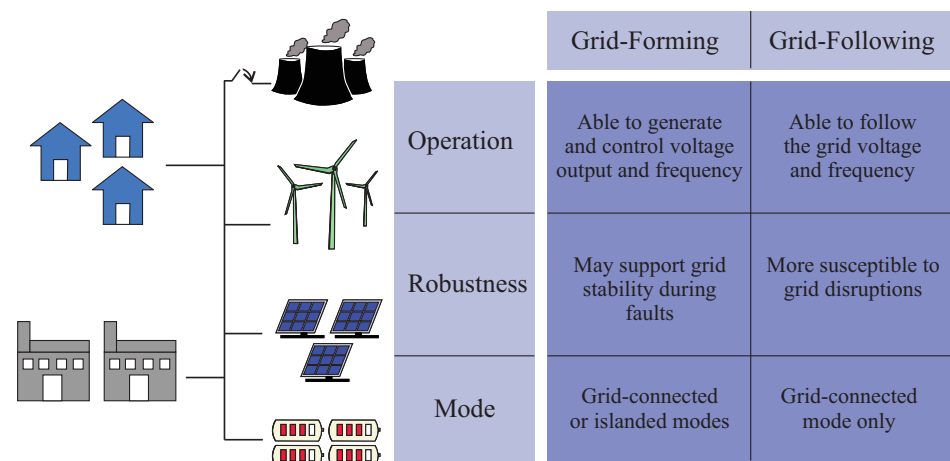 Grid-Forming
Grid-Following
Operation
Able to generate
and control voltage
output and frequency
Able to follow
the grid voltage
and frequency
Robustness
May support grid
stability during
faults
More susceptible to
grid disruptions
Mode
Grid-connected
or islanded modes
Grid-connected
mode only